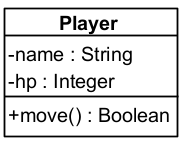 Player
-name : String
-hp : Integer
+move() : Boolean